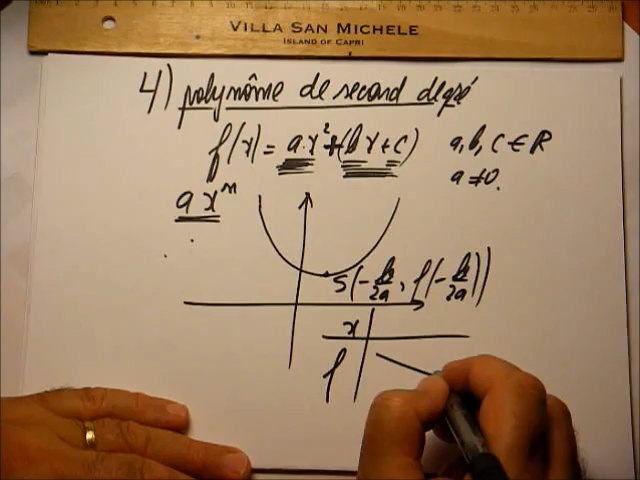 VILLA SAN MICHELE
ISLAND OF CAPRI
4) polynôme de second degré
f(x) = a.x² + (bx + c) a, b, c ∈ R
a ≠ 0.
a xⁿ
S(-b/2a, f(-b/2a))
x
f